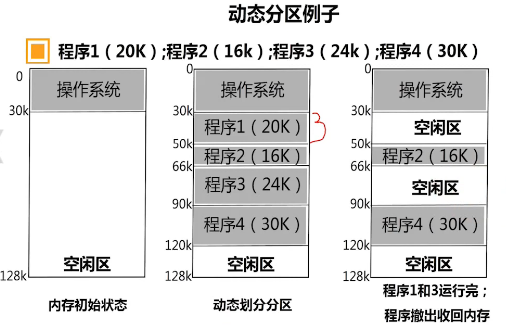 动态分区例子
程序1（20K）;程序2（16k）;程序3（24k）;程序4（30K）
0
操作系统
30k
空闲区
128k
内存初始状态
0
操作系统
30k
程序1（20K）
50k
程序2（16K）
66k
程序3（24K）
90k
程序4（30K）
120k
空闲区
128k
动态划分分区
0
操作系统
30k
空闲区
50k
程序2（16K）
66k
空闲区
90k
程序4（30K）
120k
空闲区
128k
程序1和3运行完；
程序撤出收回内存